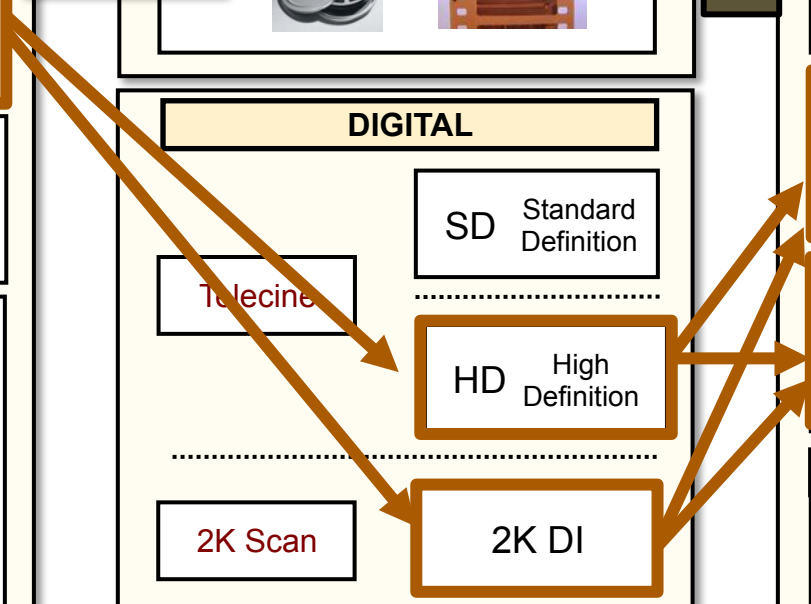 DIGITAL
SD
Standard
Definition
Telecine
HD
High
Definition
2K Scan
2K DI